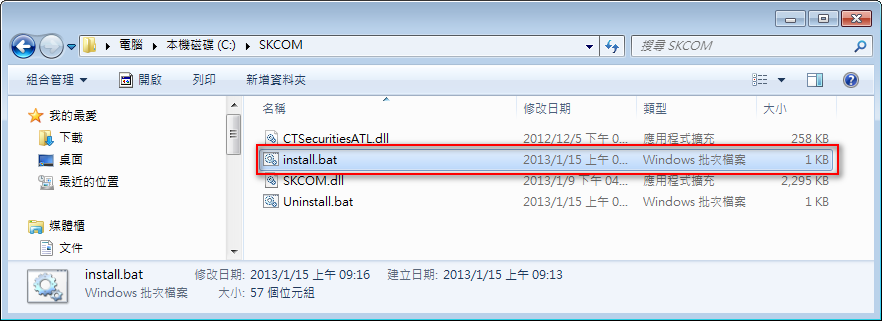 電腦 本機磁碟 (C:) SKCOM 搜尋 SKCOM
組合管理 開啟 列印 新增資料夾
我的最愛
下載
桌面
最近的位置
媒體櫃
文件
名稱 修改日期 類型 大小
CTSecuritiesATL.dll 2012/12/5 下午 0... 應用程式擴充 258 KB
install.bat 2013/1/15 上午 0... Windows 批次檔案 1 KB
SKCOM.dll 2013/1/9 下午 04... 應用程式擴充 2,295 KB
Uninstall.bat 2013/1/15 上午 0... Windows 批次檔案 1 KB
install.bat 修改日期: 2013/1/15 上午 09:16 建立日期: 2013/1/15 上午 09:13
Windows 批次檔案 大小: 57 個位元組